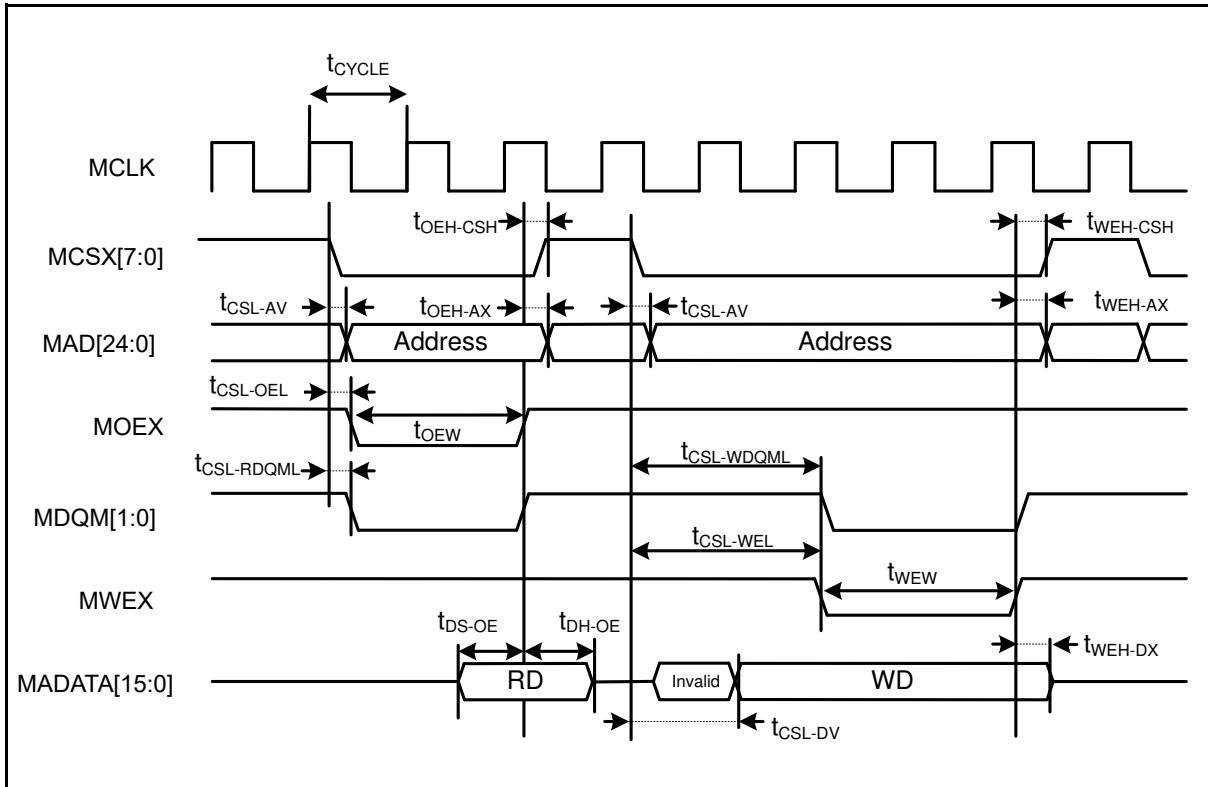 tCYCLE
MCLK
tOEH-CSH
tWEH-CSH
MCSX[7:0]
tCSL-AV
tOEH-AX
tCSL-AV
tWEH-AX
MAD[24:0]
Address
Address
tCSL-OEL
MOEX
tOEW
tCSL-RDQML
tCSL-WDQML
MDQM[1:0]
tCSL-WEL
MWEX
tWEW
tDS-OE
tDH-OE
tWEH-DX
MADATA[15:0]
RD
Invalid
WD
tCSL-DV